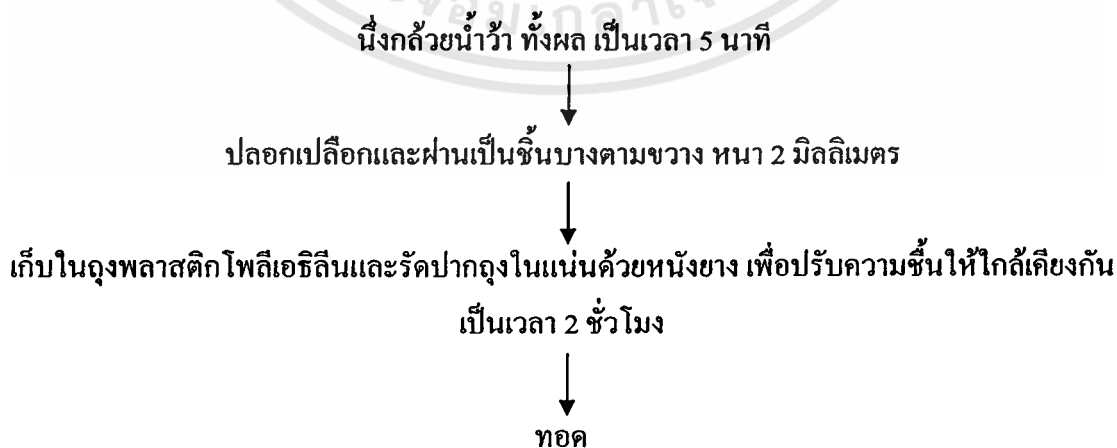 นึ่งกล้วยน้ำว้า ทั้งผล เป็นเวลา 5 นาที
ปลอกเปลือกและผ่านเป็นชิ้นบางตามขวาง หนา 2 มิลลิเมตร
เก็บในถุงพลาสติกโพลีเอธิลีนและรัดปากถุงในแน่นด้วยหนังยาง เพื่อปรับความชื้นให้ใกล้เคียงกัน
เป็นเวลา 2 ชั่วโมง
ทอด